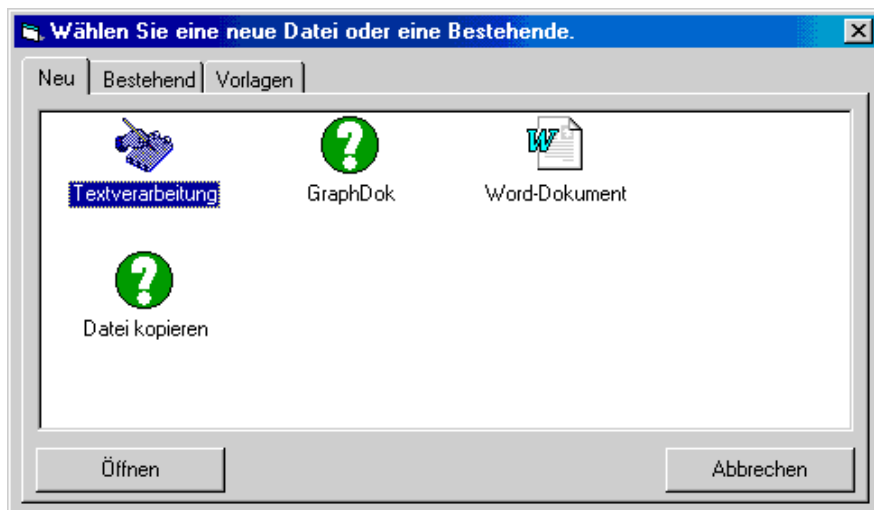 Wählen Sie eine neue Datei oder eine Bestehende.
Neu Bestehend Vorlagen
Textverarbeitung GraphDok Word-Dokument
Datei kopieren
Öffnen Abbrechen